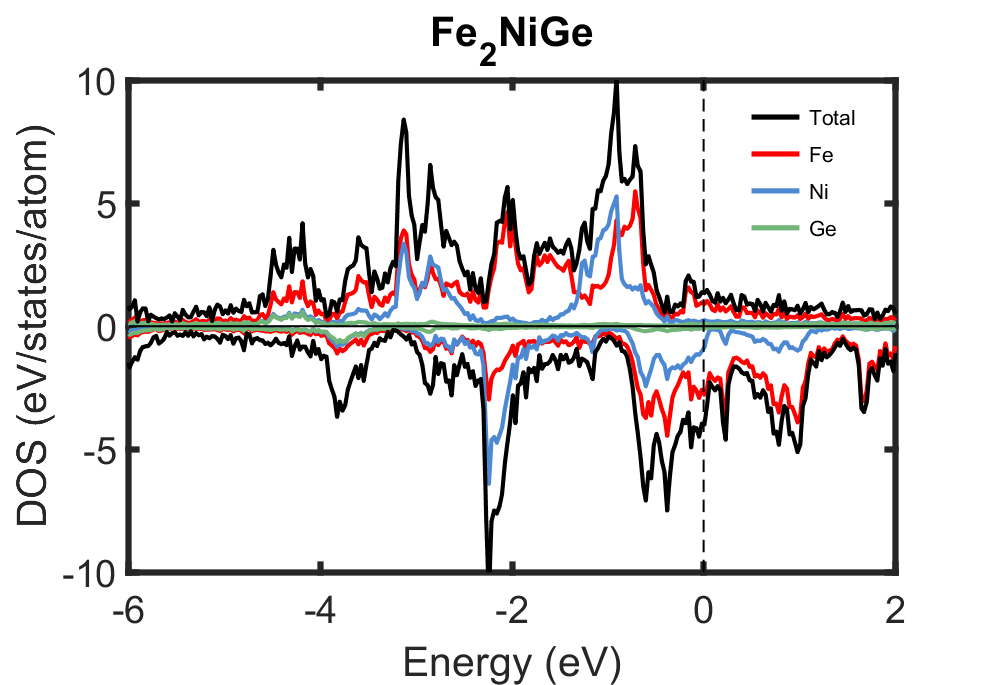 Fe2NiGe
10
5
0
-5
-10
DOS (eV/states/atom)
Total
Fe
Ni
Ge
-6
-4
-2
0
2
Energy (eV)